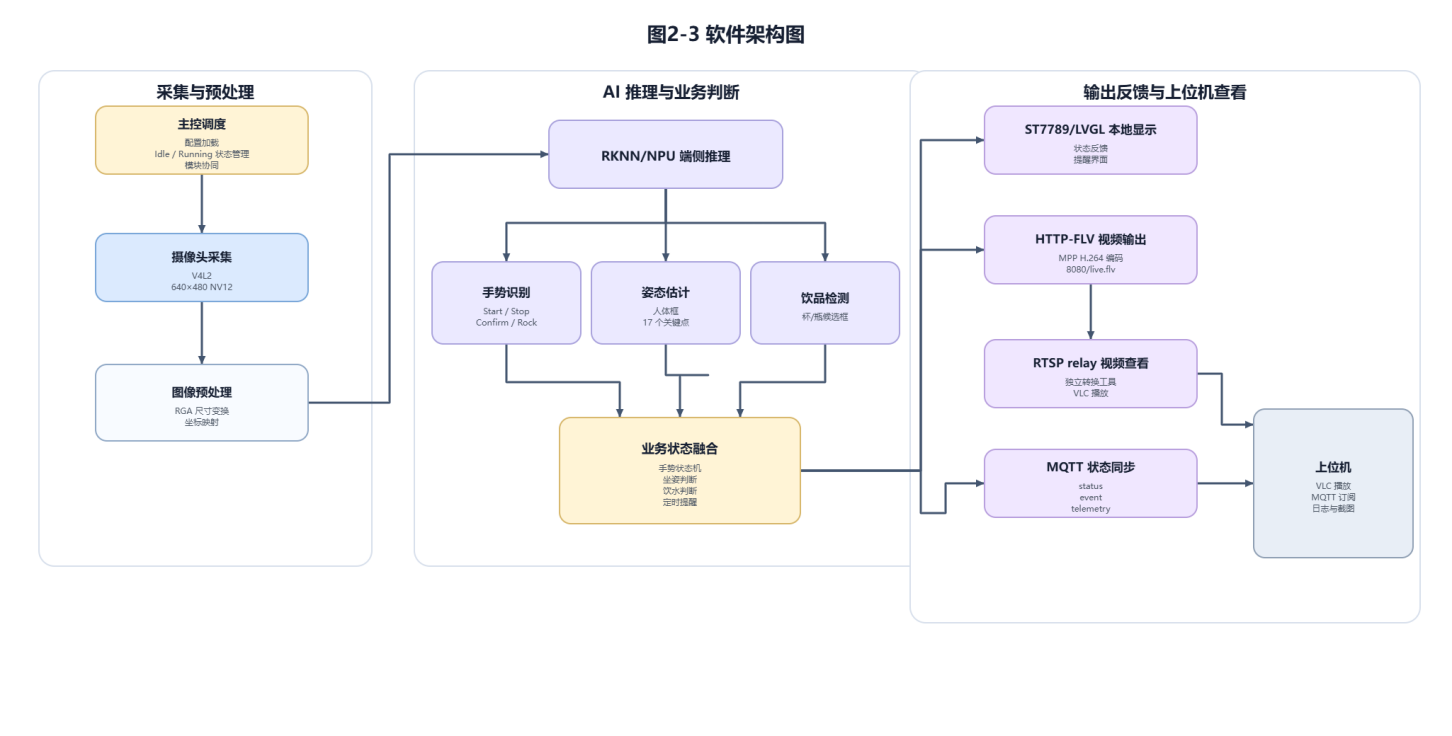 图2-3 软件架构图
采集与预处理
主控调度
配置加载
Idle / Running 状态管理
模块协同
摄像头采集
V4L2
640×480 NV12
图像预处理
RGA 尺寸变换
坐标映射
AI 推理与业务判断
RKNN/NPU 端侧推理
手势识别
Start / Stop
Confirm / Rock
姿态估计
人体框
17 个关键点
饮品检测
杯/瓶候选框
业务状态融合
手势状态机
坐姿判断
饮水判断
定时提醒
输出反馈与上位机查看
ST7789/LVGL 本地显示
状态反馈
提醒界面
HTTP-FLV 视频输出
MPP H.264 编码
8080/live.flv
RTSP relay 视频查看
独立转换工具
VLC 播放
MQTT 状态同步
status
event
telemetry
上位机
VLC 播放
MQTT 订阅
日志与截图